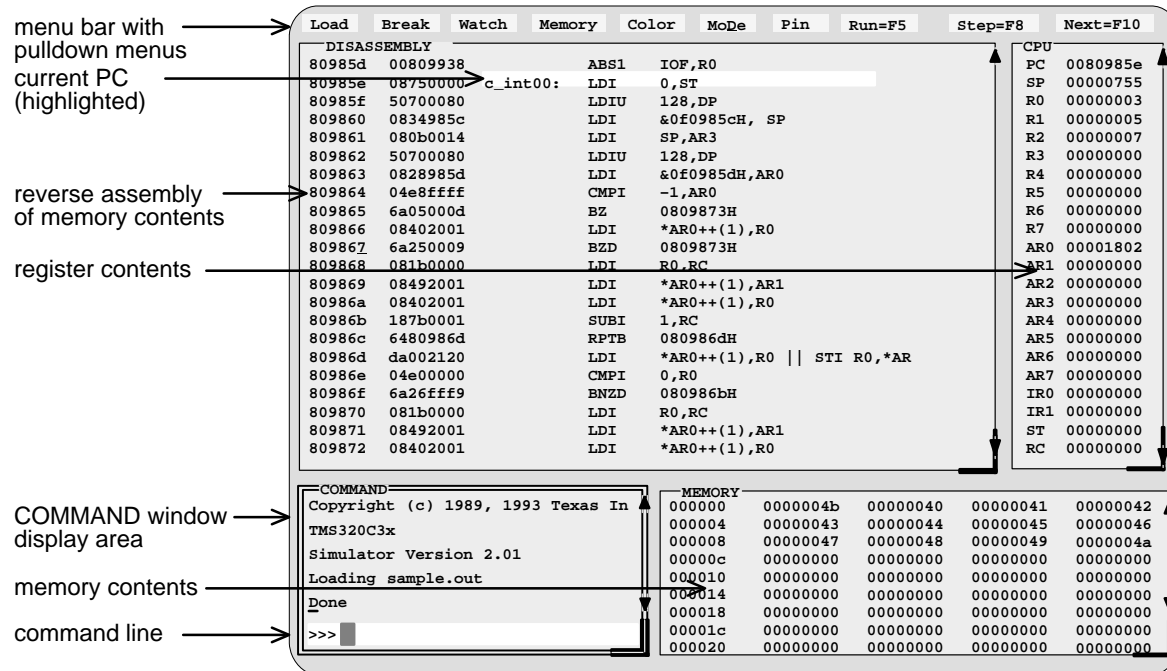 menu bar with
pulldown menus
current PC
(highlighted)
reverse assembly
of memory contents
register contents
COMMAND window
display area
memory contents
command line
Load Break Watch Memory Color MoDe Pin Run=F5 Step=F8 Next=F10
DISASSEMBLY
80985d 00809938 ABS1 IOF,R0
80985e 08750000 c_int00: LDI 0,ST
80985f 50700080 LDIU 128,DP
809860 0834985c LDI &0f0985cH, SP
809861 080b0014 LDI SP,AR3
809862 50700080 LDIU 128,DP
809863 0828985d LDI &0f0985dH,AR0
809864 04e8ffff CMPI -1,AR0
809865 6a05000d BZ 0809873H
809866 08402001 LDI *AR0++(1),R0
809867 6a250009 BZD 0809873H
809868 081b0000 LDI R0,RC
809869 08492001 LDI *AR0++(1),AR1
80986a 08402001 LDI *AR0++(1),R0
80986b 187b0001 SUBI 1,RC
80986c 6480986d RPTB 080986dH
80986d da002120 LDI *AR0++(1),R0 || STI R0,*AR
80986e 04e00000 CMPI 0,R0
80986f 6a26fff9 BNZD 080986bH
809870 081b0000 LDI R0,RC
809871 08492001 LDI *AR0++(1),AR1
809872 08402001 LDI *AR0++(1),R0
CPU
PC 0080985e
SP 00000755
R0 00000003
R1 00000005
R2 00000007
R3 00000000
R4 00000000
R5 00000000
R6 00000000
R7 00000000
AR0 00001802
AR1 00000000
AR2 00000000
AR3 00000000
AR4 00000000
AR5 00000000
AR6 00000000
AR7 00000000
IR0 00000000
IR1 00000000
ST 00000000
RC 00000000
COMMAND
Copyright (c) 1989, 1993 Texas In
TMS320C3x
Simulator Version 2.01
Loading sample.out
Done
>>>
MEMORY
000000 0000004b 00000040 00000041 00000042
000004 00000043 00000044 00000045 00000046
000008 00000047 00000048 00000049 0000004a
00000c 00000000 00000000 00000000 00000000
000010 00000000 00000000 00000000 00000000
000014 00000000 00000000 00000000 00000000
000018 00000000 00000000 00000000 00000000
00001c 00000000 00000000 00000000 00000000
000020 00000000 00000000 00000000 00000000